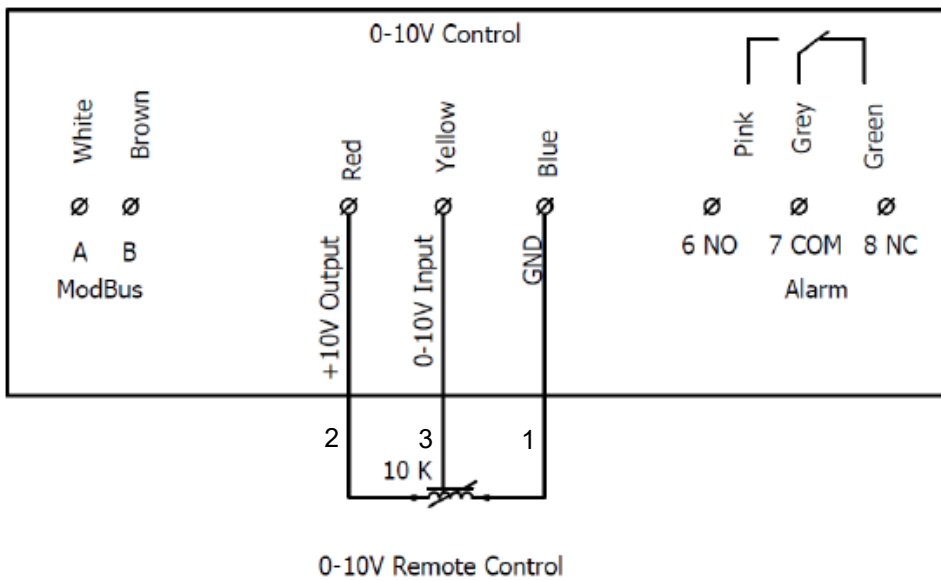 0-10V Control
White
Brown
Red
Yellow
Blue
Pink
Grey
Green
A
B
ModBus
+10V Output
0-10V Input
GND
6 NO
7 COM
8 NC
Alarm
2
3
1
10 K
0-10V Remote Control